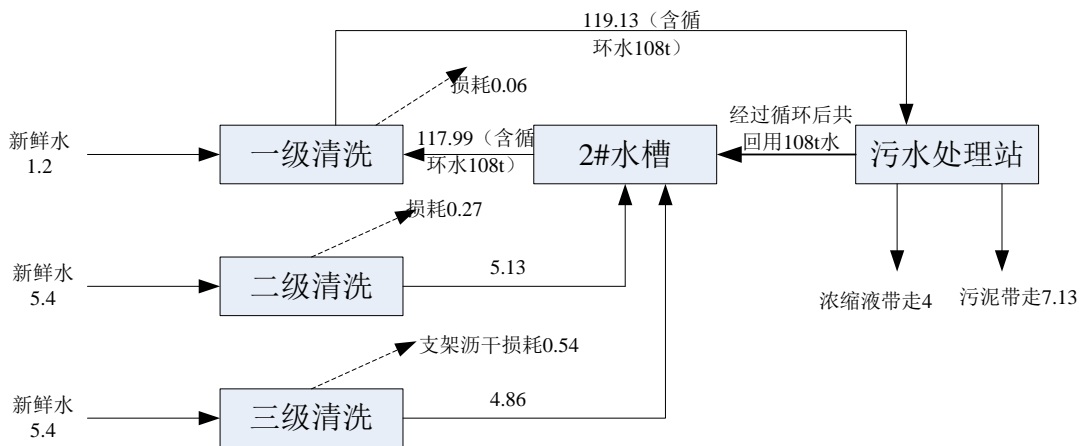 119.13（含循
环水108t）
损耗0.06
新鲜水
1.2
一级清洗
117.99（含循
环水108t）
2#水槽
经过循环后共
回用108t水
污水处理站
损耗0.27
新鲜水
5.4
二级清洗
5.13
浓缩液带走4
污泥带走7.13
支架沥干损耗0.54
新鲜水
5.4
三级清洗
4.86